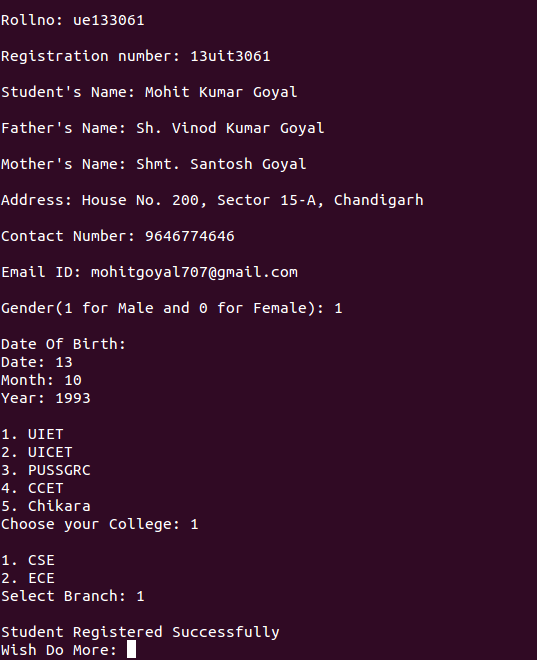 Rollno: ue133061
Registration number: 13uit3061
Student's Name: Mohit Kumar Goyal
Father's Name: Sh. Vinod Kumar Goyal
Mother's Name: Shmt. Santosh Goyal
Address: House No. 200, Sector 15-A, Chandigarh
Contact Number: 9646774646
Email ID: mohitgoyal707@gmail.com
Gender(1 for Male and 0 for Female): 1
Date Of Birth:
Date: 13
Month: 10
Year: 1993
1. UIET
2. UICET
3. PUSSGRC
4. CCET
5. Chikara
Choose your College: 1
1. CSE
2. ECE
Select Branch: 1
Student Registered Successfully
Wish Do More: